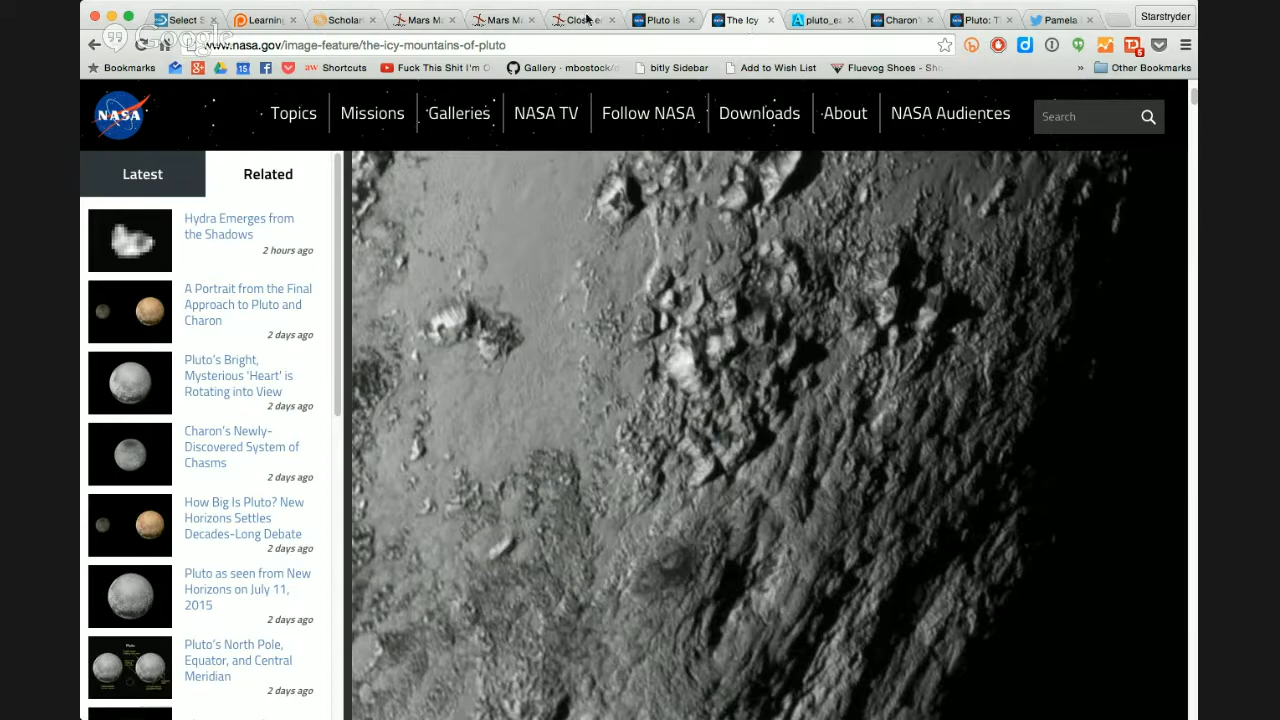 Select S
Learning
Scholar
Mars M
Mars M
Close
Pluto is
The Icy
pluto_ea
Charon'
Pluto: T
Pamela
Starstryder
Google
www.nasa.gov/image-feature/the-icy-mountains-of-pluto
Bookmarks
15
aw Shortcuts
Fuck This Shit I'm O
Gallery - mbostock/
bitly Sidebar
Add to Wish List
Fluevog Shoes - Sho
»
Other Bookmarks
NASA
Topics
Missions
Galleries
NASA TV
Follow NASA
Downloads
About
NASA Audiences
Search
Latest
Related
Hydra Emerges from
the Shadows
2 hours ago
A Portrait from the Final
Approach to Pluto and
Charon
2 days ago
Pluto's Bright,
Mysterious 'Heart' is
Rotating into View
2 days ago
Charon's Newly-
Discovered System of
Chasms
2 days ago
How Big Is Pluto? New
Horizons Settles
Decades-Long Debate
2 days ago
Pluto as seen from New
Horizons on July 11,
2015
2 days ago
Pluto's North Pole,
Equator, and Central
Meridian
2 days ago